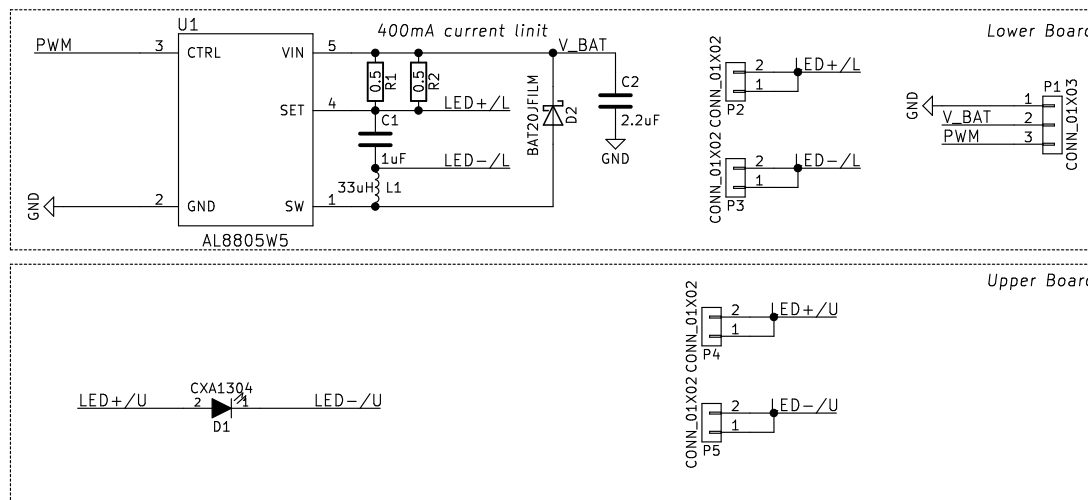 U1
400mA current linit
Lower Board
PWM
3
CTRL
VIN
5
V_BAT
0.5
R1
0.5
R2
SET
4
LED+/L
C1
1uF
LED-/L
33uH
L1
GND
2
GND
SW
1
AL8805W5
BAT20JFILM
D2
C2
2.2uF
GND
CONN_01X02
2
LED+/L
1
P2
CONN_01X02
2
LED-/L
1
P3
P1
GND
1
V_BAT
2
PWM
3
CONN_01X03
Upper Board
CONN_01X02
2
LED+/U
1
P4
CXA1304
LED+/U
2
1
LED-/U
D1
CONN_01X02
2
LED-/U
1
P5